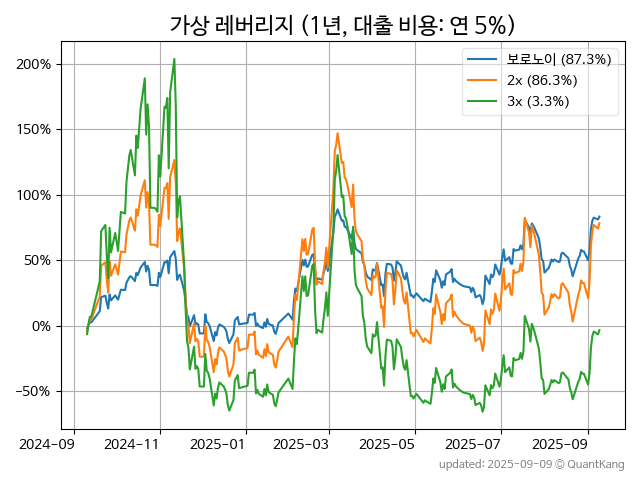 가상 레버리지 (1년, 대출 비용: 연 5%)
보로노이 (87.3%)
2x (86.3%)
3x (3.3%)
200%
150%
100%
50%
0%
−50%
2024-09 2024-11 2025-01 2025-03 2025-05 2025-07 2025-09
updated: 2025-09-09 © QuantKang